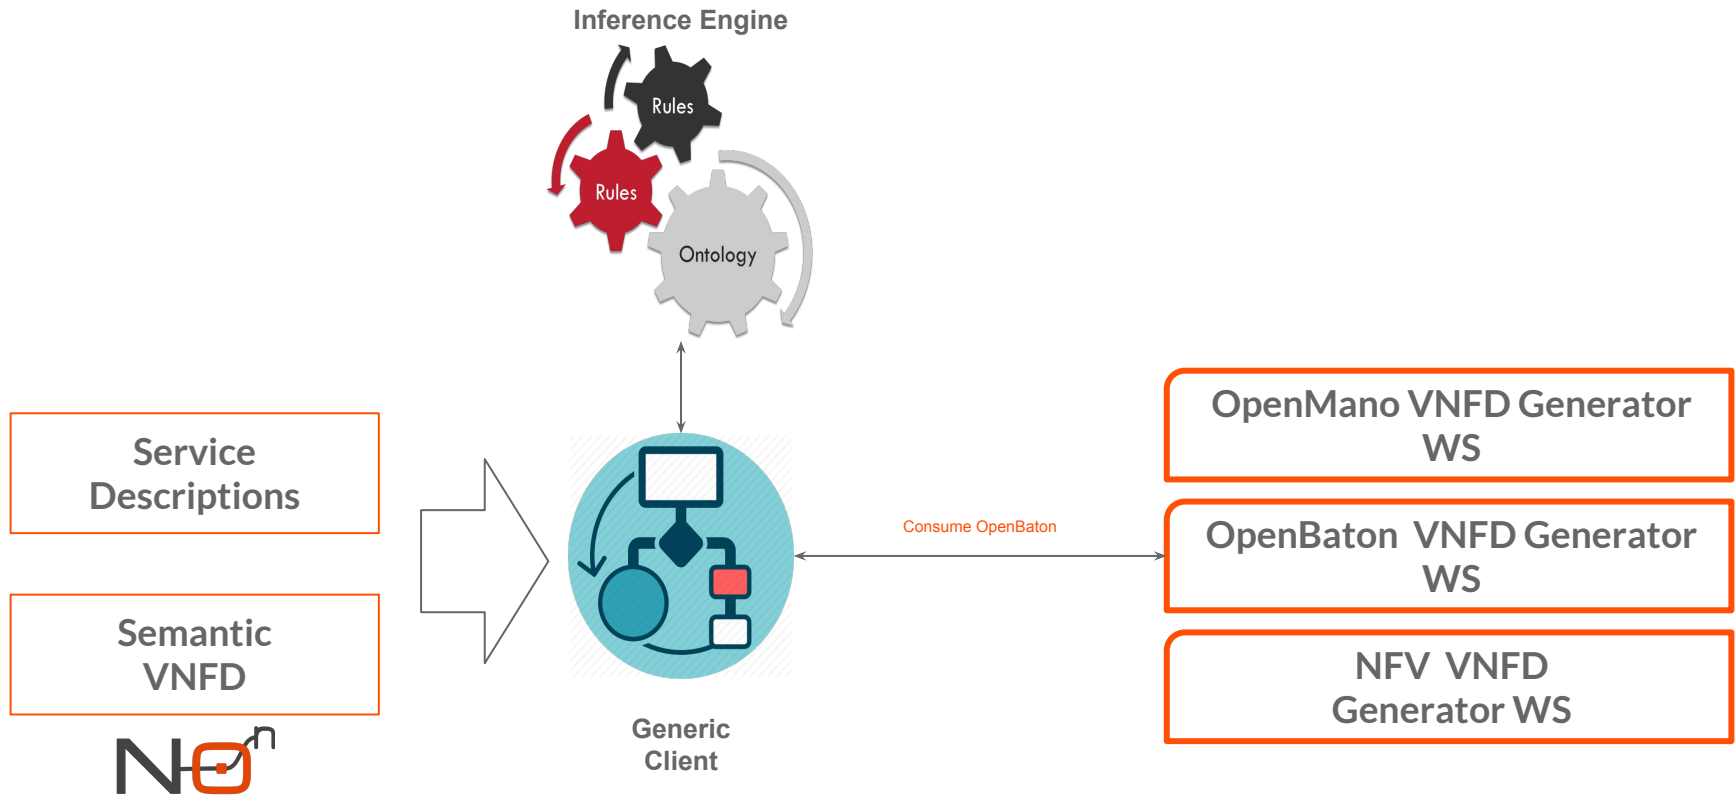 Inference Engine
Rules
Rules
Ontology
Service
Descriptions
Semantic
VNFD
NOn
Generic
Client
Consume OpenBaton
OpenMano VNFD Generator
WS
OpenBaton VNFD Generator
WS
NFV VNFD
Generator WS